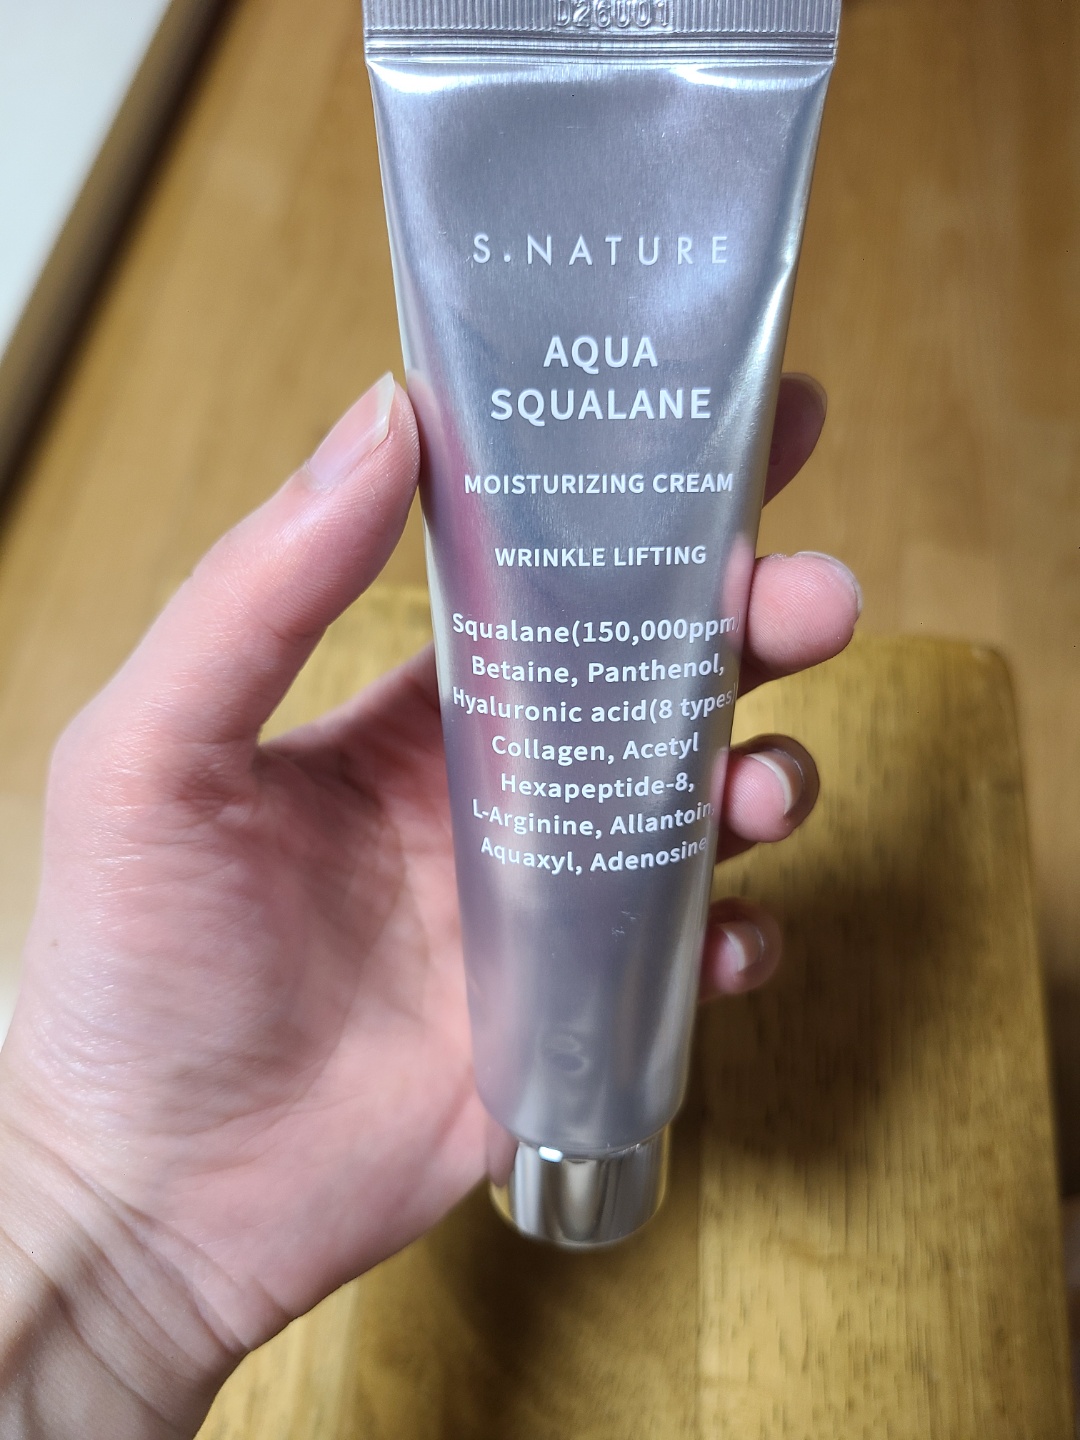 D26U01
S.NATURE
AQUA
SQUALANE
MOISTURIZING CREAM
WRINKLE LIFTING
Squalane(150,000ppm)
Betaine, Panthenol,
Hyaluronic acid(8 types)
Collagen, Acetyl
Hexapeptide-8,
L-Arginine, Allantoin,
Aquaxyl, Adenosine